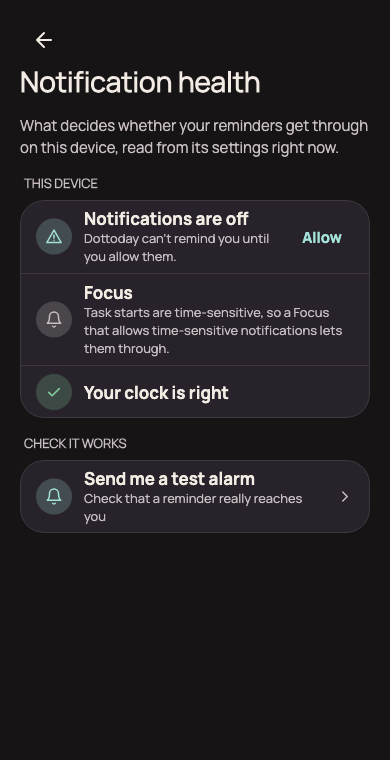 Notification health
What decides whether your reminders get through
on this device, read from its settings right now.
THIS DEVICE
Notifications are off
Dottoday can't remind you until
you allow them.
Allow
Focus
Task starts are time-sensitive, so a Focus
that allows time-sensitive notifications lets
them through.
Your clock is right
CHECK IT WORKS
Send me a test alarm
Check that a reminder really reaches
you